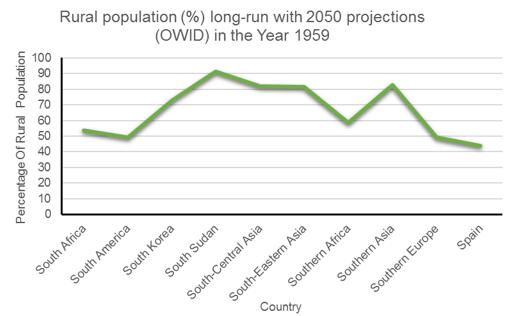 Rural population (%) long-run with 2050 projections
(OWID) in the Year 1959
Percentage Of Rural Population
100
90
80
70
60
50
40
30
20
10
0
South Africa
South America
South Korea
South Sudan
South-Central Asia
South-Eastern Asia
Southern Africa
Southern Asia
Southern Europe
Spain
Country